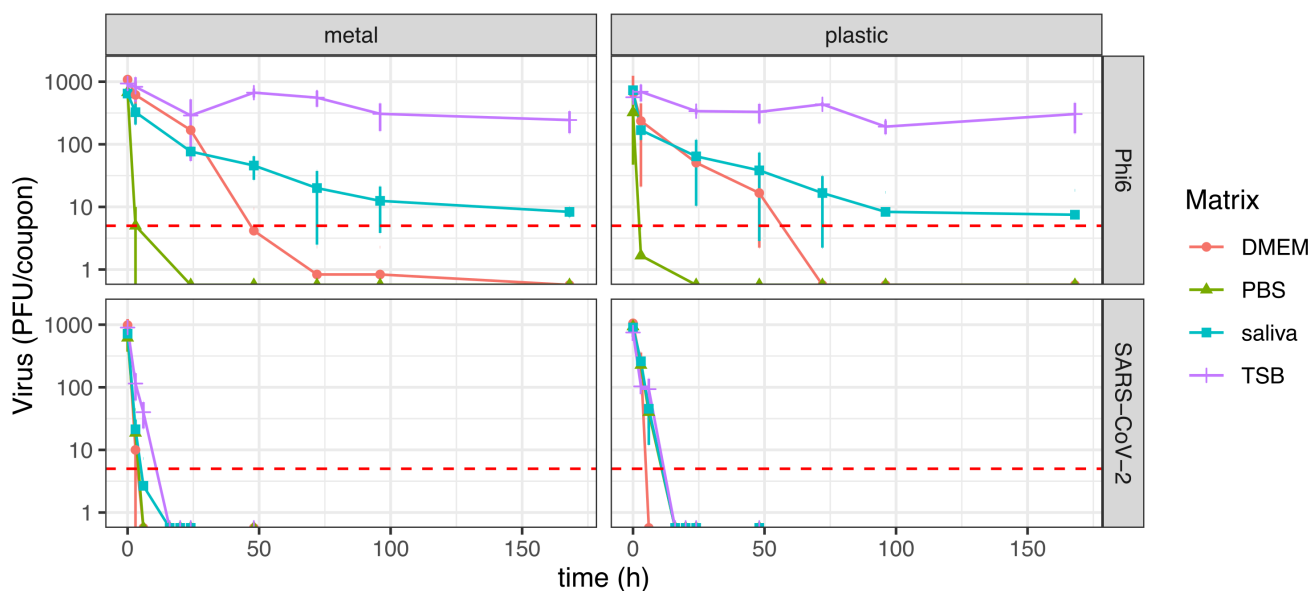 metal
plastic
1000
100
10
1
Phi6
1000
100
10
1
SARS−CoV−2
0
50
100
150
0
50
100
150
time (h)
Virus (PFU/coupon)
Matrix
DMEM
PBS
saliva
TSB